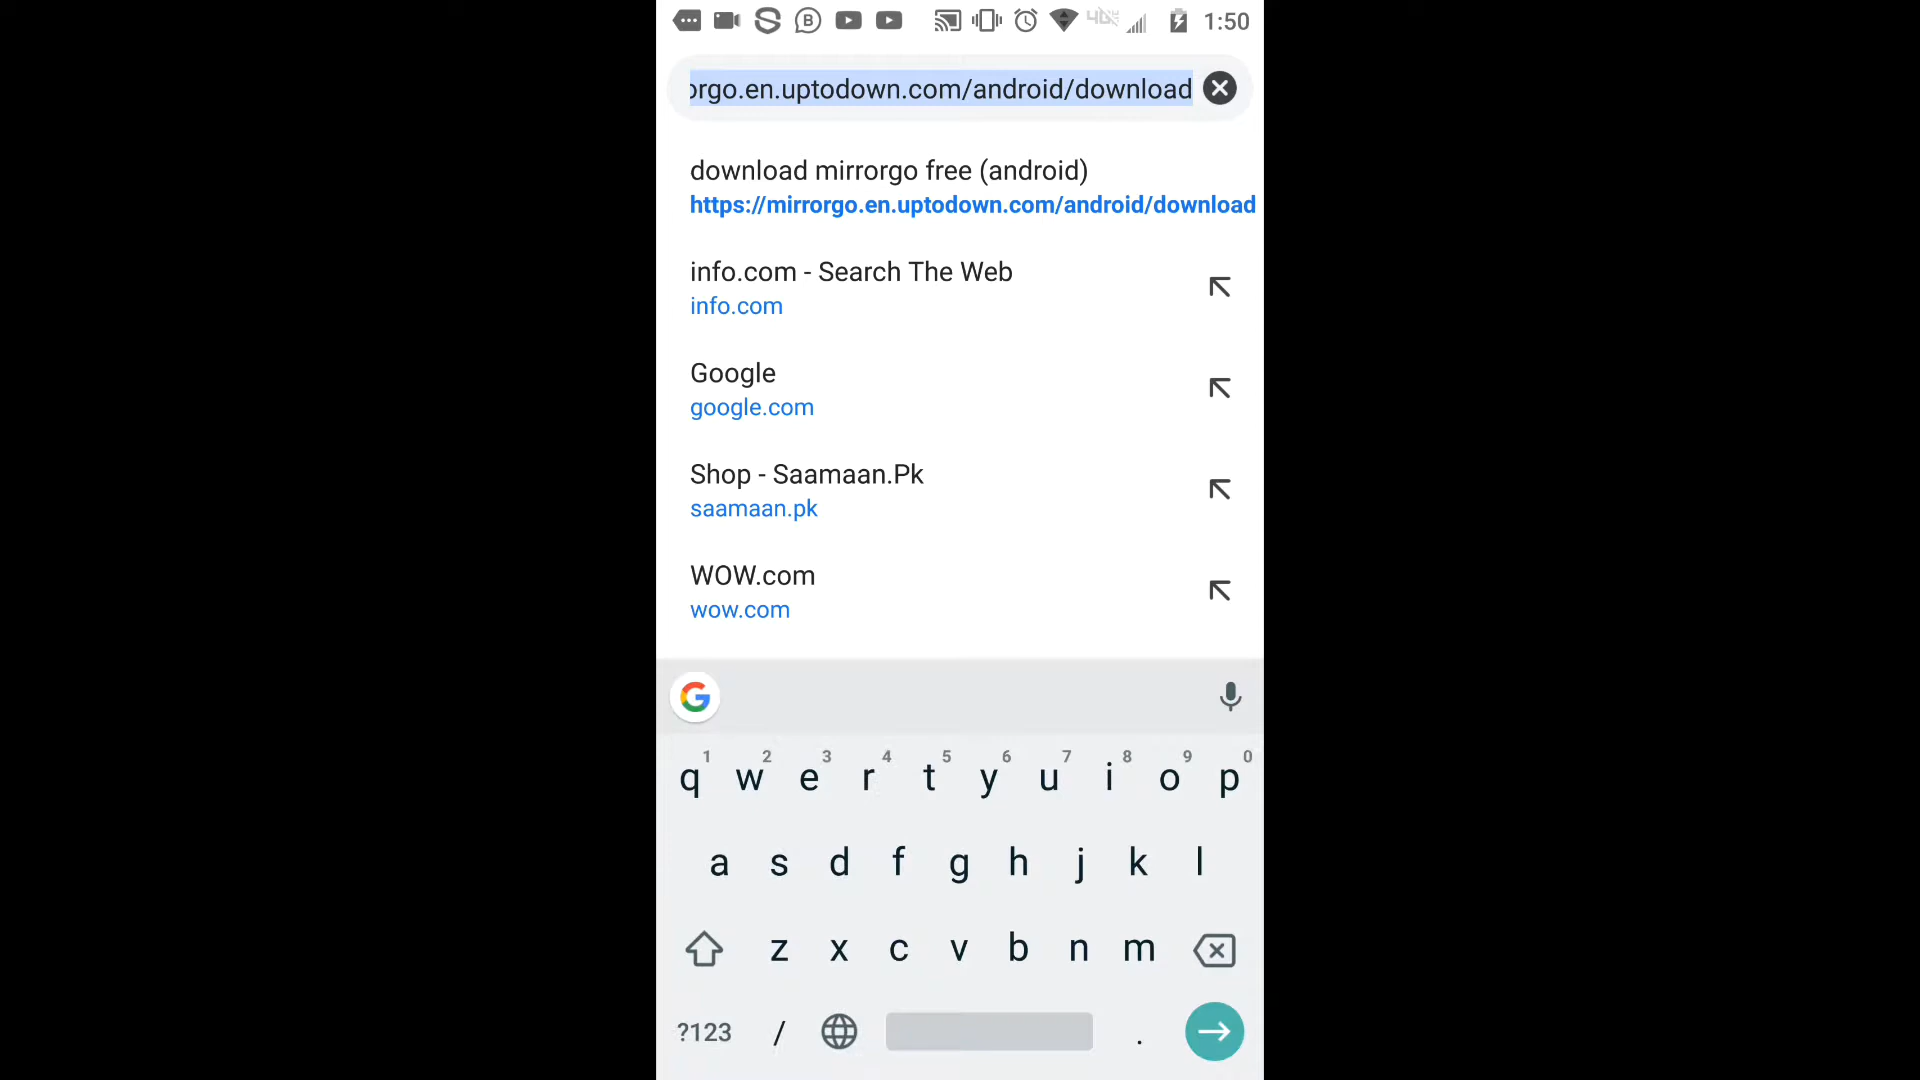 1:50
orgo.en.uptodown.com/android/download
download mirrorgo free (android)
https://mirrorgo.en.uptodown.com/android/download
info.com - Search The Web
info.com
Google
google.com
Shop - Saamaan.Pk
saamaan.pk
WOW.com
wow.com
1 2 3 4 5 6 7 8 9 0
q w e r t y u i o p
a s d f g h j k l
z x c v b n m
?123 / .